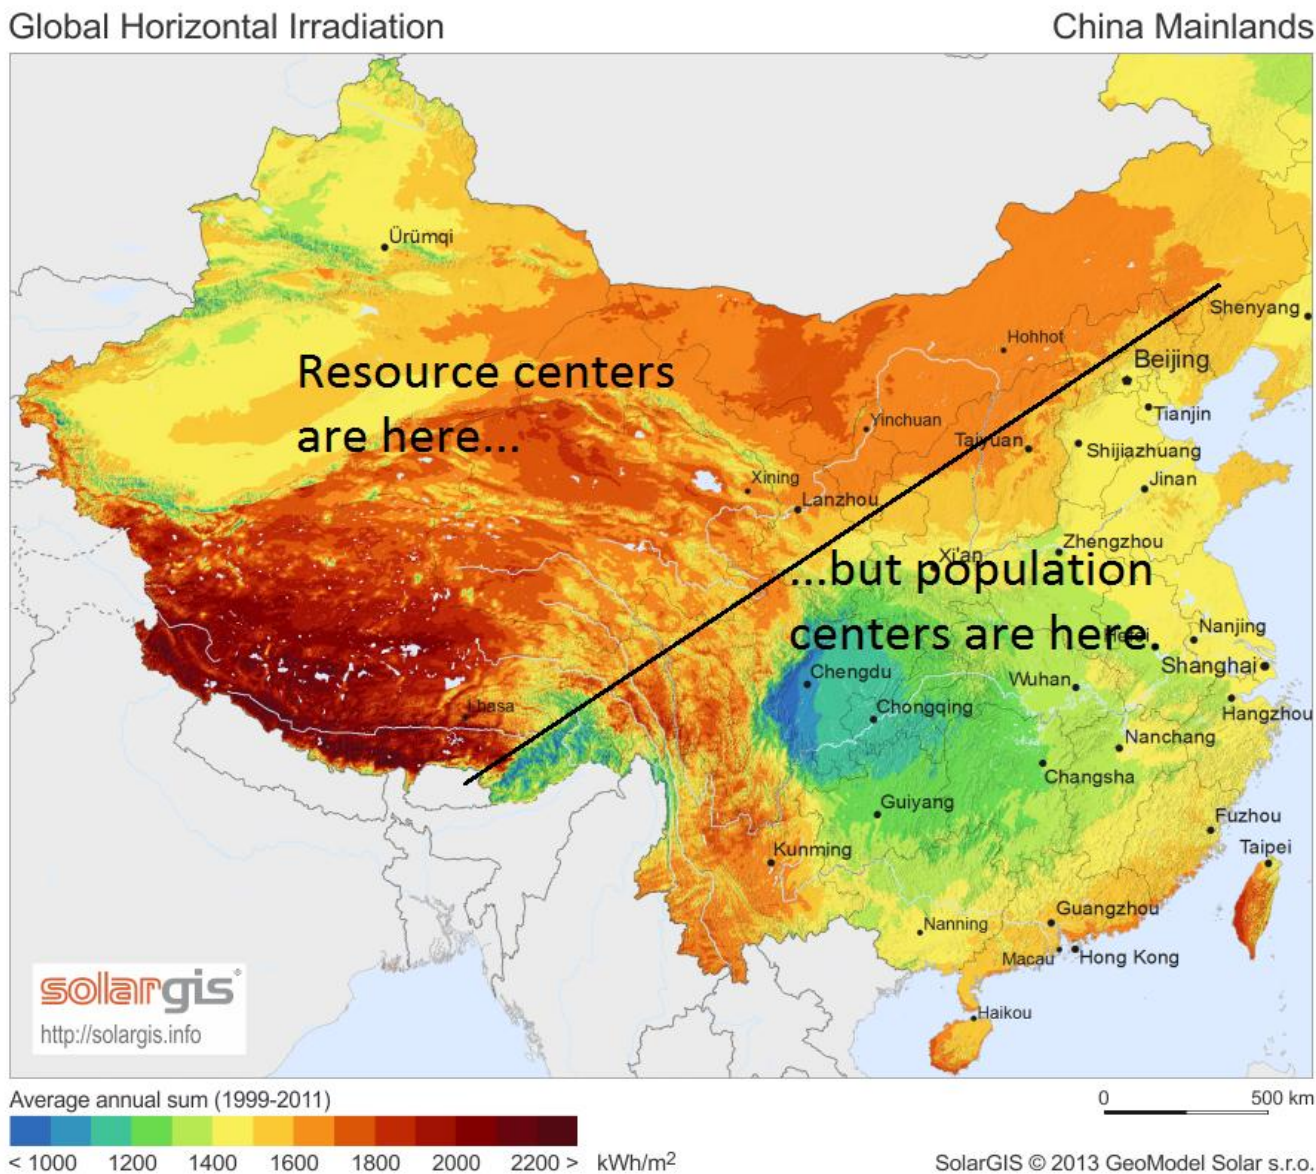 Global Horizontal Irradiation
China Mainlands
Ürümqi
Shenyang
Hohhot
Beijing
Resource centers
are here...
Tianjin
Yinchuan
Taiyuan
Shijiazhuang
Xining
Jinan
Lanzhou
Zhengzhou
Xi'an
...but population
centers are here
Hefei
Nanjing
Shanghai
Chengdu
Wuhan
Lhasa
Chongqing
Hangzhou
Nanchang
Changsha
Guiyang
Fuzhou
Kunming
Taipei
Guangzhou
Nanning
Macau
Hong Kong
solargis®
http://solargis.info
Haikou
Average annual sum (1999-2011)
0 500 km
< 1000 1200 1400 1600 1800 2000 2200 > kWh/m²
SolarGIS © 2013 GeoModel Solar s.r.o.